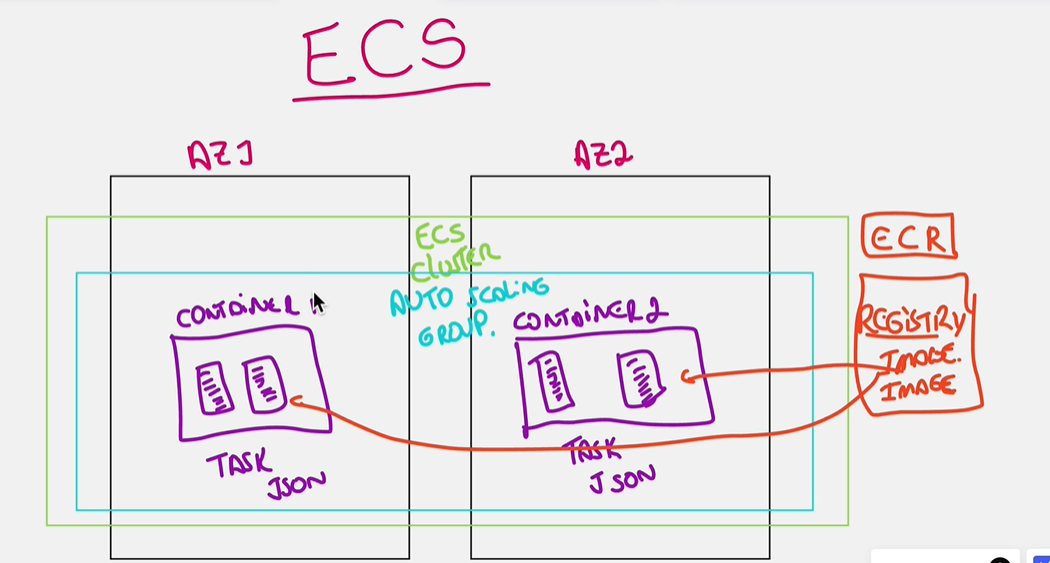 ECS
AZ1
AZ2
ECS
CLUSTER
AUTO SCALING
GROUP.
CONTAINER 1
CONTAINER 2
TASK
JSON
TASK
JSON
ECR
REGISTRY
IMAGE.
IMAGE